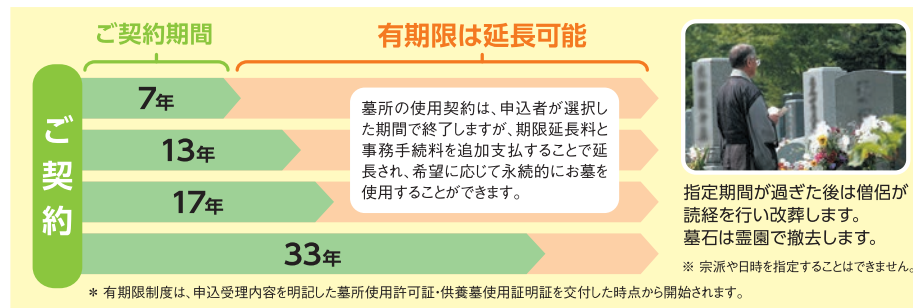 ご契約期間
有期限は延長可能
ご契約
7年
13年
17年
33年
墓所の使用契約は、申込者が選択し
た期間で終了しますが、期限延長料と
事務手続料を追加支払することで延
長され、希望に応じて永続的にお墓を
使用することができます。
指定期間が過ぎた後は僧侶が
読経を行い改葬します。
墓石は霊園で撤去します。
※ 宗派や日時を指定することはできません。
＊ 有期限制度は、申込受理内容を明記した墓所使用許可証・供養墓使用証明証を交付した時点から開始されます。